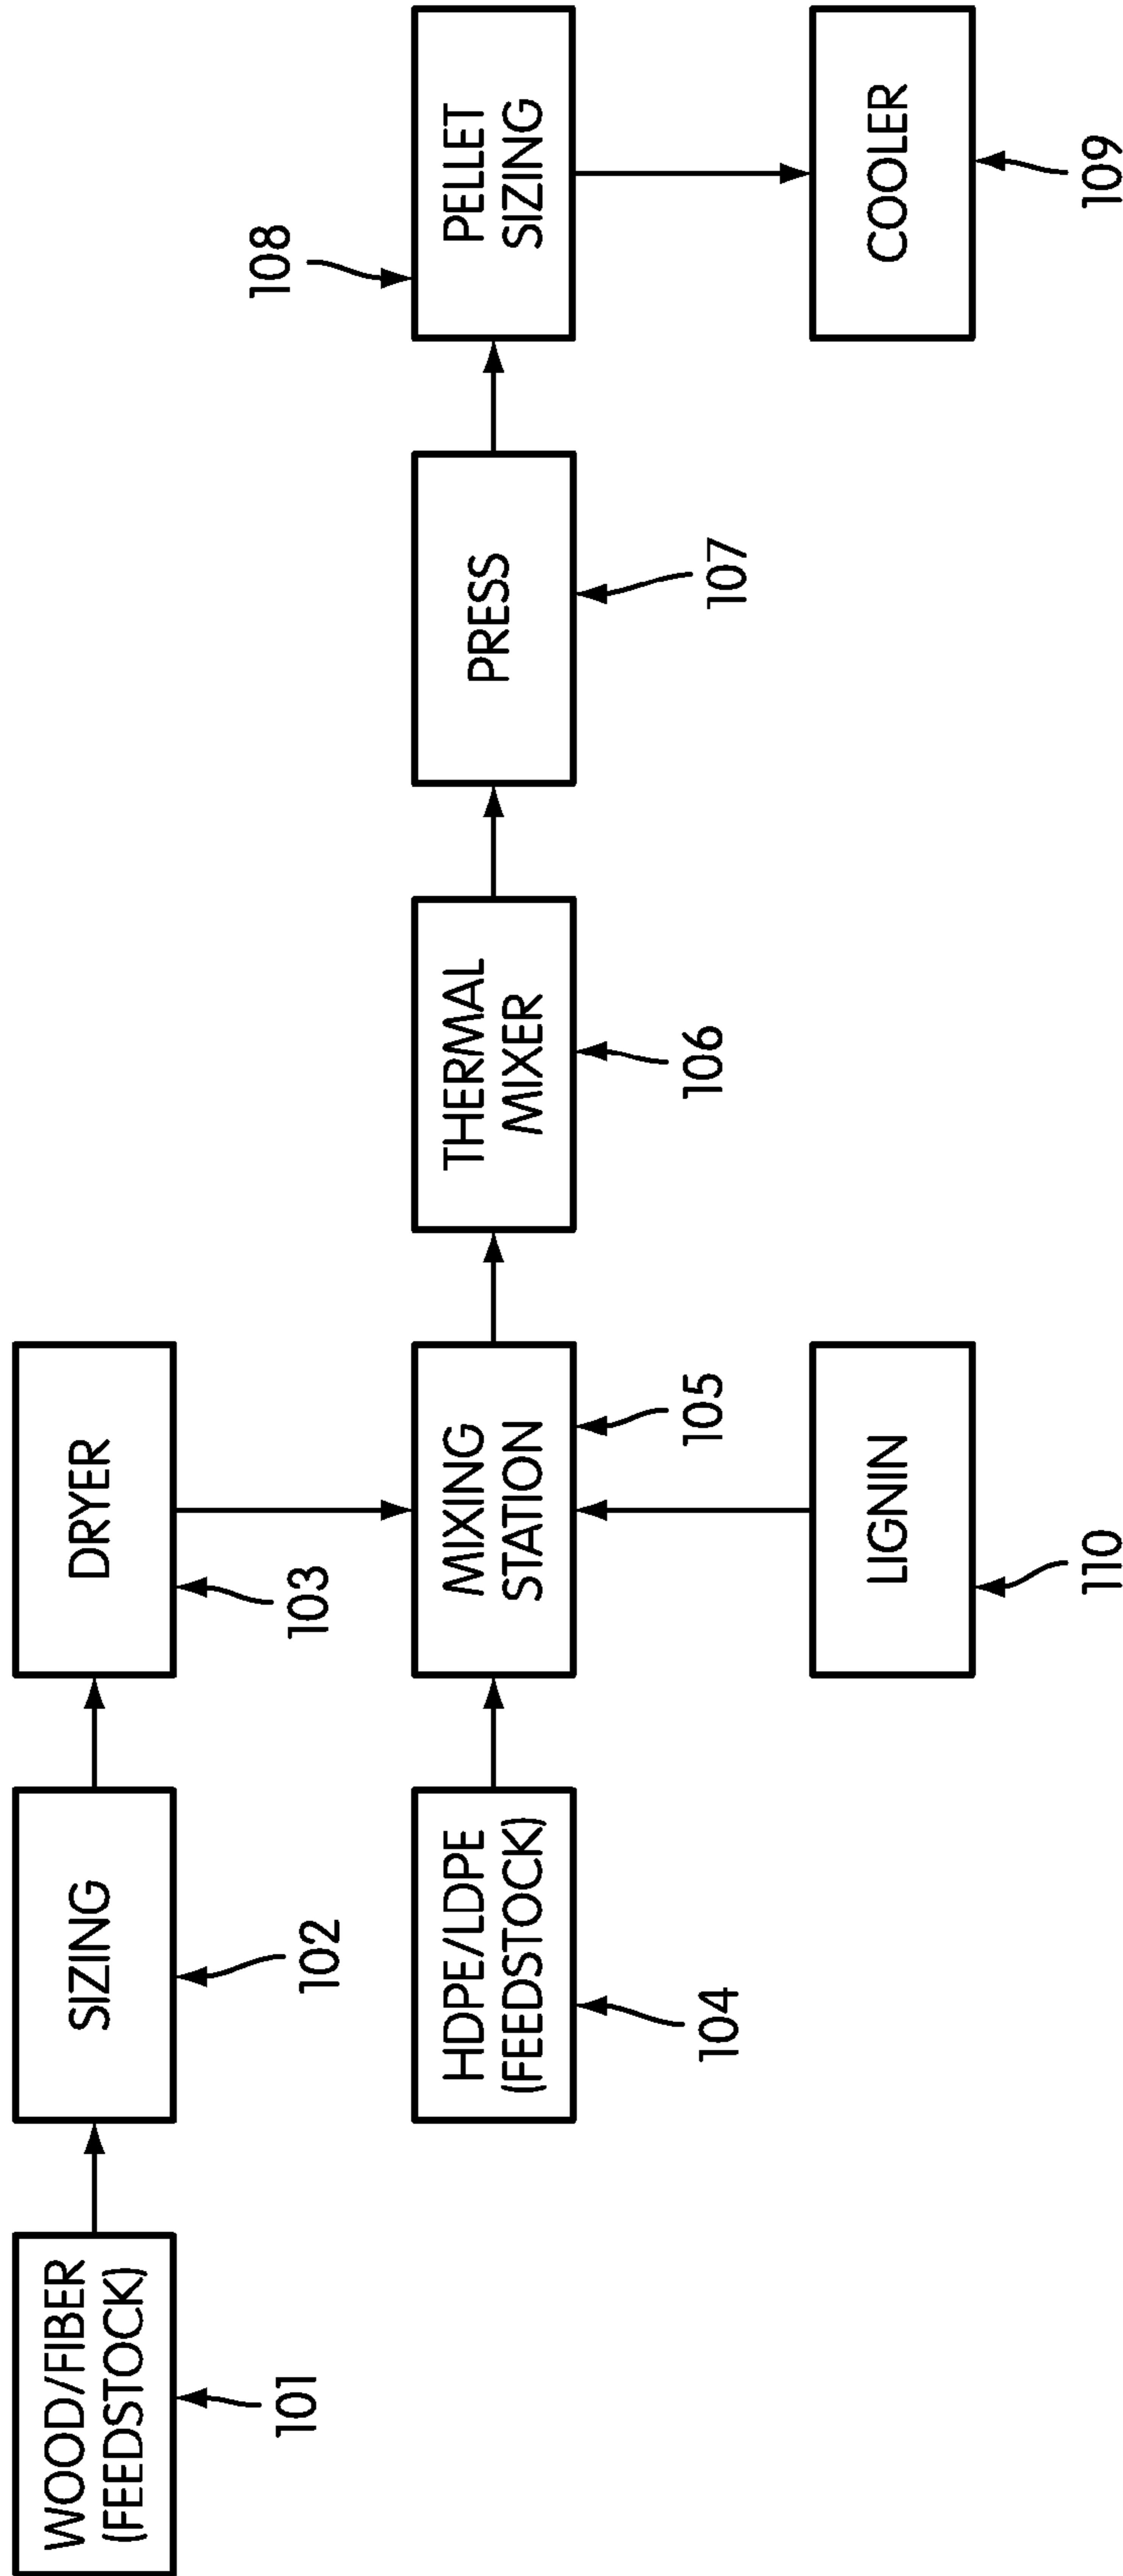 WOOD/FIBER
(FEEDSTOCK)
101
SIZING
102
DRYER
103
HDPE/LDPE
(FEEDSTOCK)
104
MIXING
STATION
105
THERMAL
MIXER
106
PRESS
107
PELLET
SIZING
108
LIGNIN
110
COOLER
109